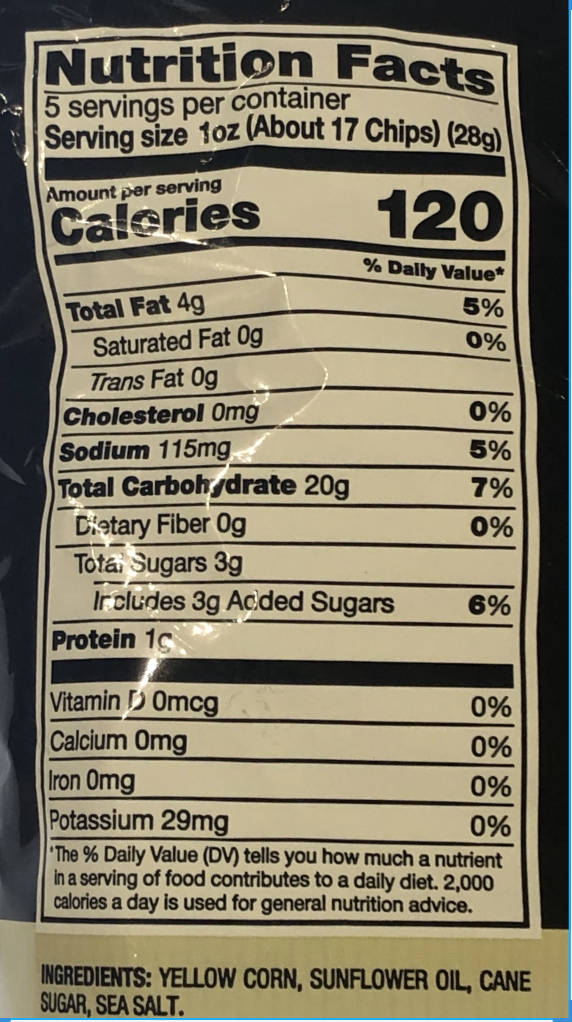 Nutrition Facts
5 servings per container
Serving size 1oz (About 17 Chips) (28g)
Amount per serving
Calories 120
% Daily Value*
Total Fat 4g 5%
Saturated Fat 0g 0%
Trans Fat 0g
Cholesterol 0mg 0%
Sodium 115mg 5%
Total Carbohydrate 20g 7%
Dietary Fiber 0g 0%
Total Sugars 3g
Includes 3g Added Sugars 6%
Protein 1g
Vitamin D 0mcg 0%
Calcium 0mg 0%
Iron 0mg 0%
Potassium 29mg 0%
*The % Daily Value (DV) tells you how much a nutrient
in a serving of food contributes to a daily diet. 2,000
calories a day is used for general nutrition advice.
INGREDIENTS: YELLOW CORN, SUNFLOWER OIL, CANE
SUGAR, SEA SALT.